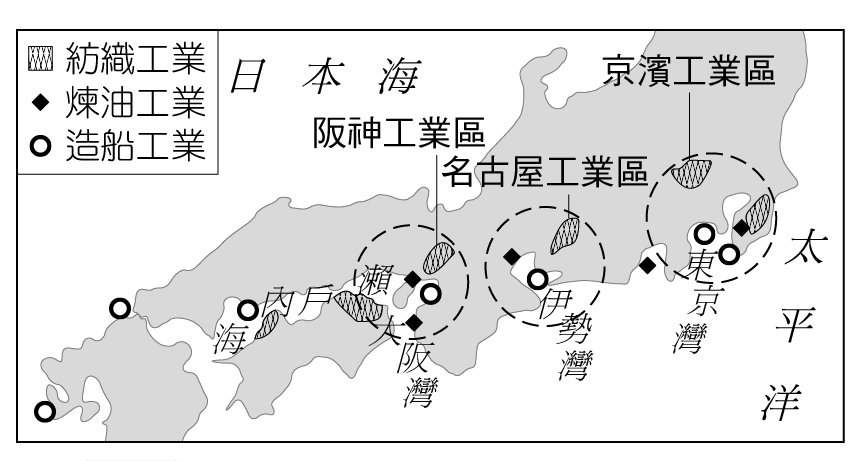 紡織工業
煉油工業
造船工業
日本海
京濱工業區
阪神工業區
名古屋工業區
瀨戶內海
大阪灣
伊勢灣
東京灣
太平洋